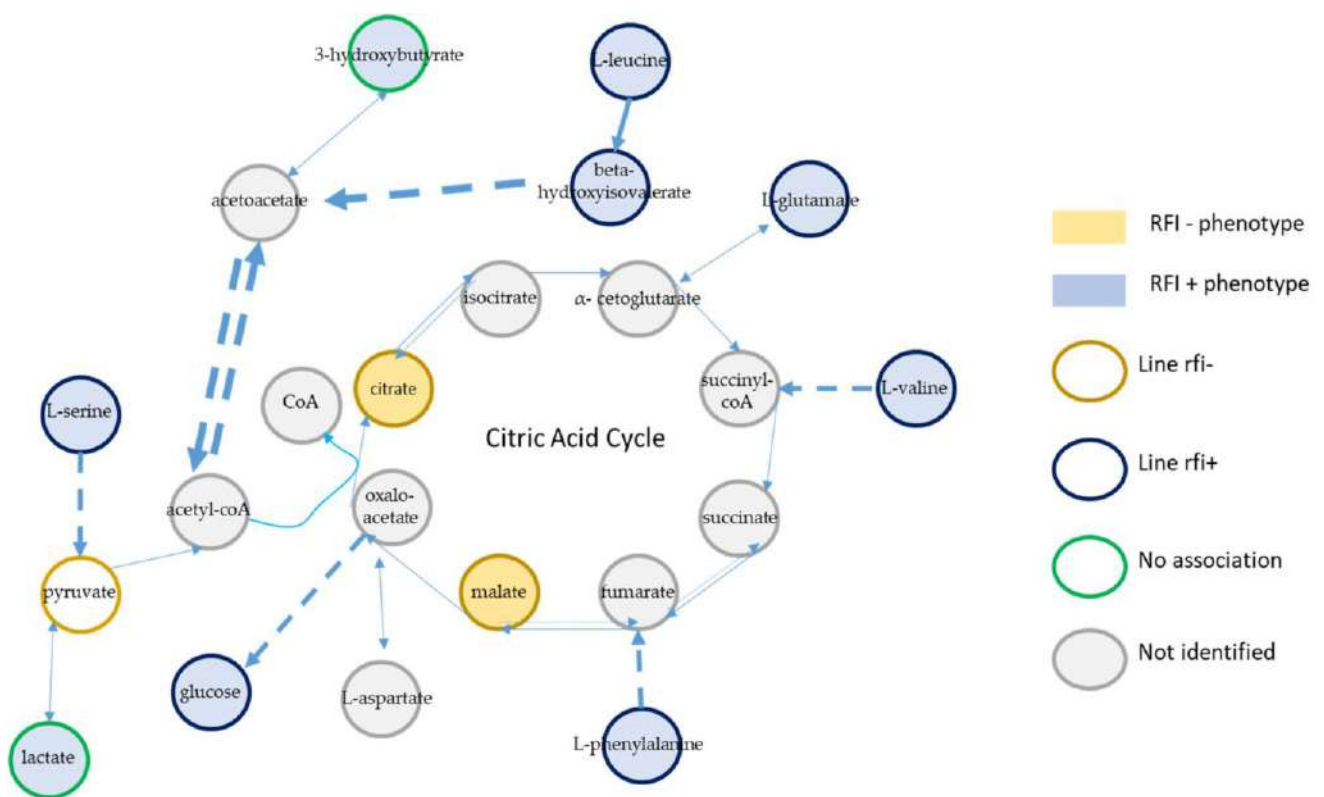 3-hydroxybutyrate
L-leucine
beta-
hydroxyisovalerate
acetoacetate
L-glutamate
isocitrate
α- cetoglutarate
citrate
succinyl-
coA
L-valine
CoA
L-serine
Citric Acid Cycle
oxalo-
acetate
acetyl-coA
succinate
pyruvate
malate
fumarate
glucose
L-aspartate
L-phenylalanine
lactate
RFI - phenotype
RFI + phenotype
Line rfi-
Line rfi+
No association
Not identified